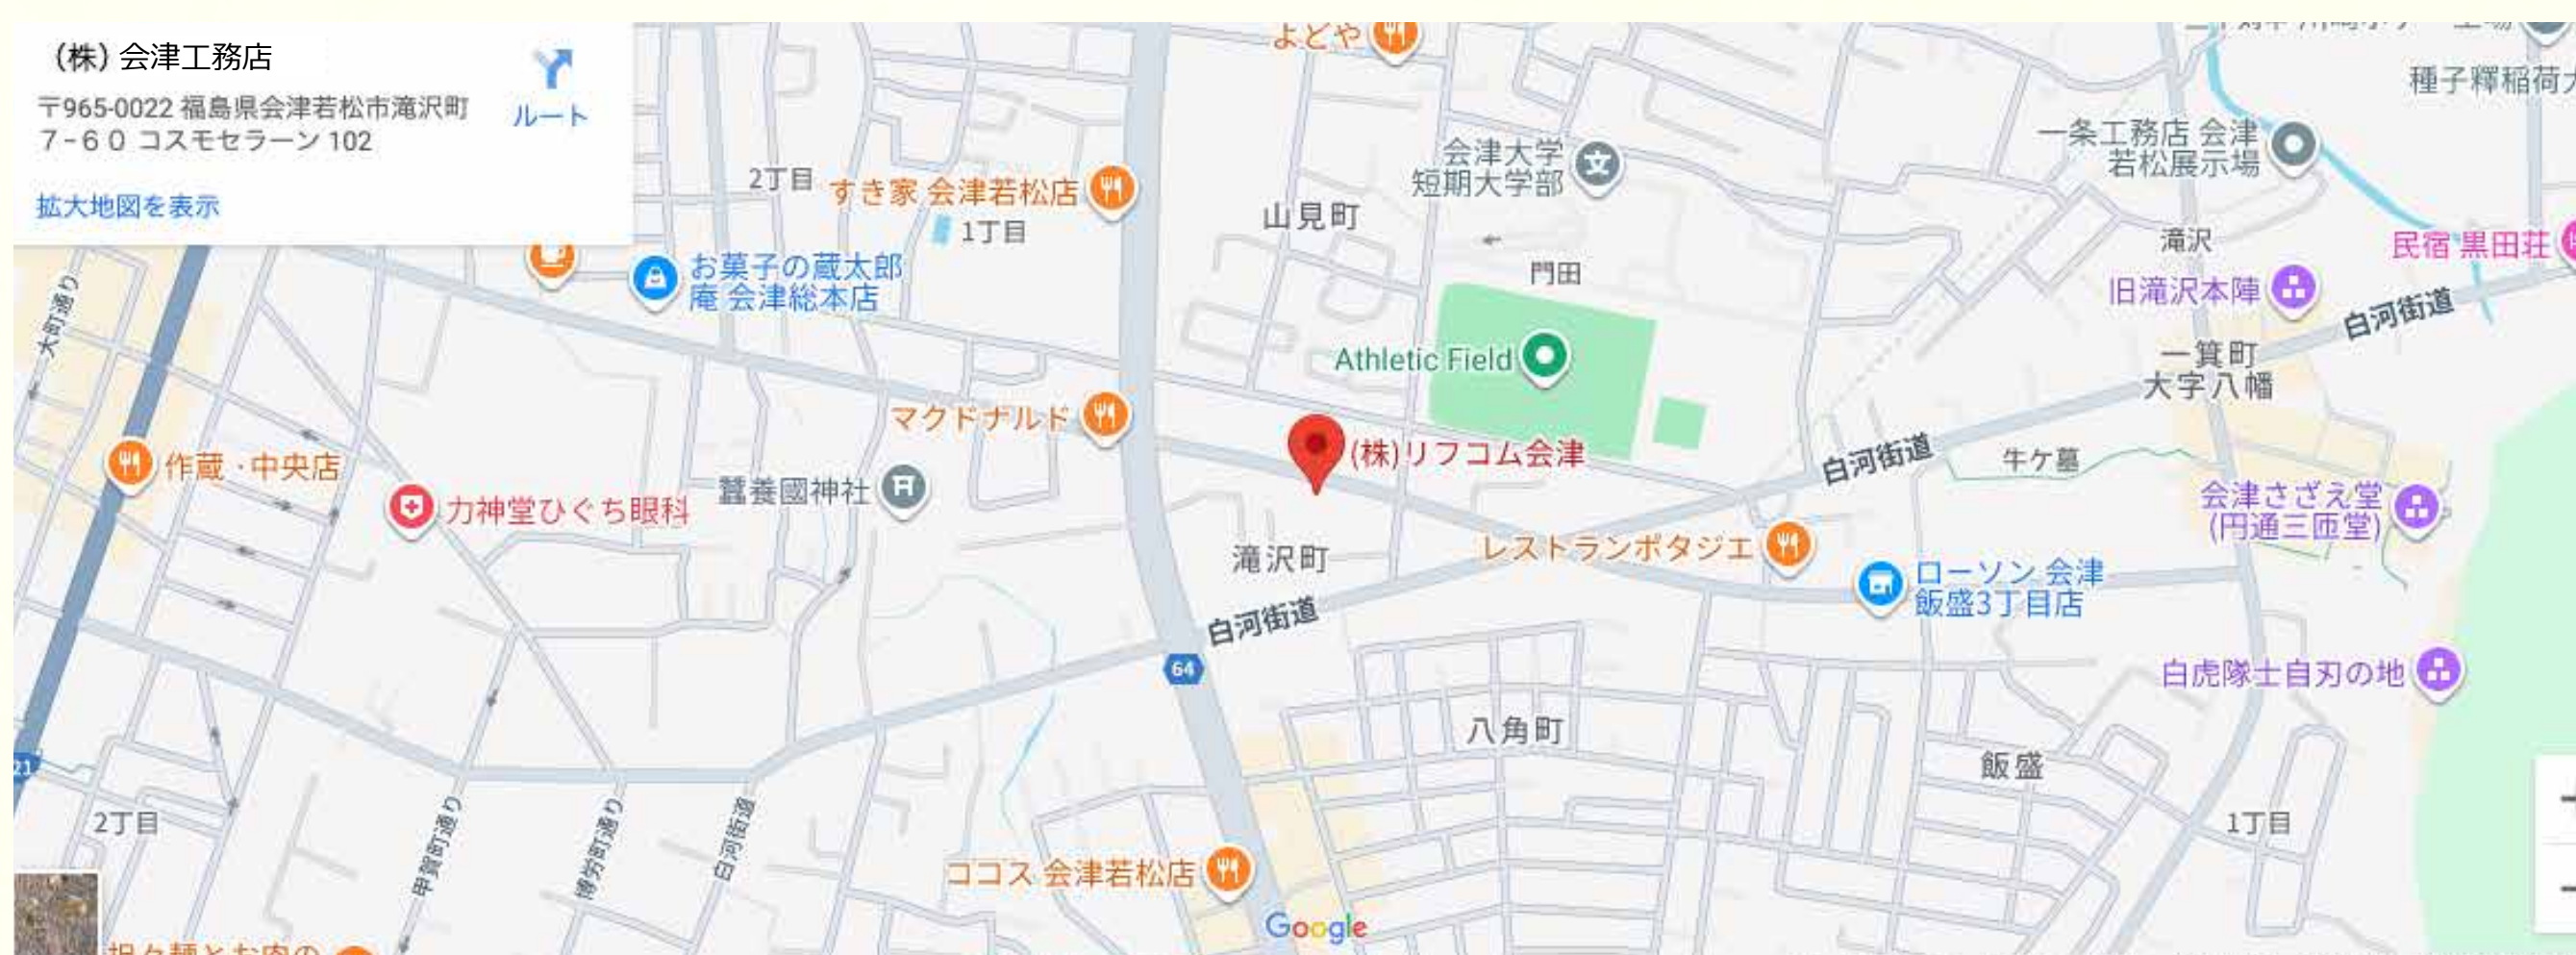 (株) 会津工務店
〒965-0022 福島県会津若松市滝沢町
7-60 コスモセラーン 102
ルート
拡大地図を表示
よどや
種子釋稲荷
会津大学
短期大学部
一条工務店 会津
若松展示場
2丁目
すき家 会津若松店
1丁目
山見町
滝沢
民宿 黒田荘
お菓子の蔵太郎
庵 会津総本店
門田
旧滝沢本陣
白河街道
大町通り
Athletic Field
一箕町
大字八幡
マクドナルド
(株)リフコム会津
白河街道
牛ケ墓
作蔵・中央店
力神堂ひぐち眼科
蠶養國神社
会津さざえ堂
(円通三匝堂)
滝沢町
レストランポタジエ
ローソン 会津
飯盛3丁目店
白河街道
64
白虎隊士自刃の地
八角町
飯盛
21
2丁目
甲賀町通り
博労町通り
白河街道
1丁目
ココス 会津若松店
Google